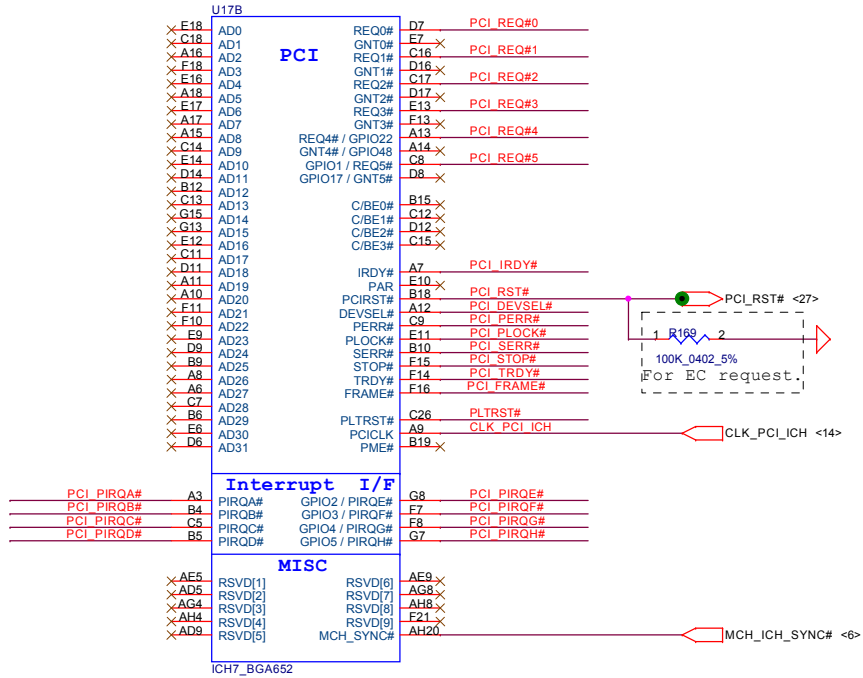 U17B
PCI
E18 AD0 REQ0# D7 PCI_REQ#0
C18 AD1 GNT0# E7
A16 AD2 REQ1# C16 PCI_REQ#1
F18 AD3 GNT1# D16
E16 AD4 REQ2# C17 PCI_REQ#2
A18 AD5 GNT2# D17
E17 AD6 REQ3# E13 PCI_REQ#3
A17 AD7 GNT3# F13
A15 AD8 REQ4# / GPIO22 A13 PCI_REQ#4
C14 AD9 GNT4# / GPIO48 A14
E14 AD10 GPIO1 / REQ5# C8 PCI_REQ#5
D14 AD11 GPIO17 / GNT5# D8
B12 AD12
C13 AD13 C/BE0# B15
G15 AD14 C/BE1# C12
G13 AD15 C/BE2# D12
E12 AD16 C/BE3# C15
C11 AD17
D11 AD18 IRDY# A7 PCI_IRDY#
A11 AD19 PAR E10
A10 AD20 PCIRST# B18 PCI_RST# PCI_RST# <27>
F11 AD21 DEVSEL# A12 PCI_DEVSEL#
F10 AD22 PERR# C9 PCI_PERR#
E9 AD23 PLOCK# E11 PCI_PLOCK# 1 R169 2
D9 AD24 SERR# B10 PCI_SERR#
B9 AD25 STOP# F15 PCI_STOP# 100K_0402_5%
A8 AD26 TRDY# F14 PCI_TRDY# For EC request.
A6 AD27 FRAME# F16 PCI_FRAME#
C7 AD28
B6 AD29 PLTRST# C26 PLTRST#
E6 AD30 PCICLK A9 CLK_PCI_ICH CLK_PCI_ICH <14>
D6 AD31 PME# B19
Interrupt I/F
PCI_PIRQA# A3 PIRQA# GPIO2 / PIRQE# G8 PCI_PIRQE#
PCI_PIRQB# B4 PIRQB# GPIO3 / PIRQF# F7 PCI_PIRQF#
PCI_PIRQC# C5 PIRQC# GPIO4 / PIRQG# F8 PCI_PIRQG#
PCI_PIRQD# B5 PIRQD# GPIO5 / PIRQH# G7 PCI_PIRQH#
MISC
AE5 RSVD[1] RSVD[6] AE9
AD5 RSVD[2] RSVD[7] AG8
AG4 RSVD[3] RSVD[8] AH8
AH4 RSVD[4] RSVD[9] F21
AD9 RSVD[5] MCH_SYNC# AH20 MCH_ICH_SYNC# <6>
ICH7_BGA652